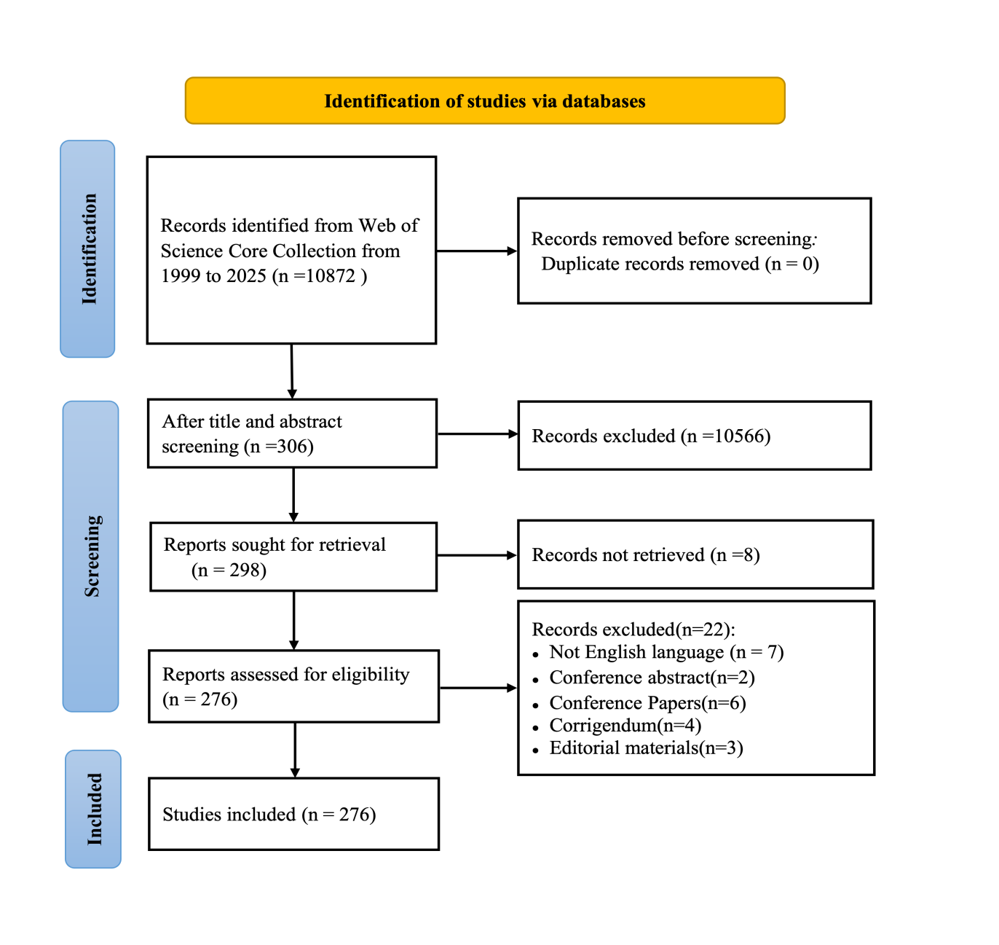 Identification of studies via databases
Identification
Records identified from Web of
Science Core Collection from
1999 to 2025 (n =10872 )
Records removed before screening:
Duplicate records removed (n = 0)
Screening
After title and abstract
screening (n =306)
Records excluded (n =10566)
Reports sought for retrieval
(n = 298)
Records not retrieved (n =8)
Reports assessed for eligibility
(n = 276)
Records excluded(n=22):
• Not English language (n = 7)
• Conference abstract(n=2)
• Conference Papers(n=6)
• Corrigendum(n=4)
• Editorial materials(n=3)
Included
Studies included (n = 276)